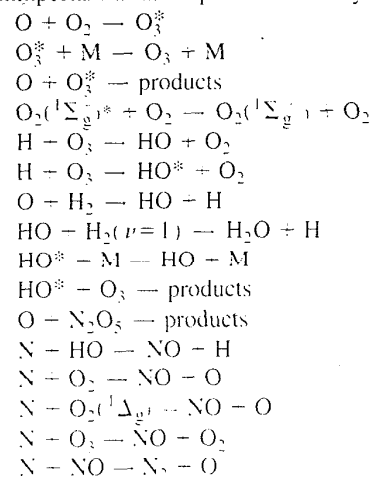 O + O₂ → O₃*
O₃* + M → O₃ + M
O + O₃* → products
O₂(¹Σg⁺)* + O₂ → O₂(¹Σg⁺) + O₂
H + O₃ → HO + O₂
H + O₃ → HO* + O₂
O + H₂ → HO + H
HO + H₂(ν=1) → H₂O + H
HO* + M → HO + M
HO* + O₃ → products
O + N₂O₅ → products
N + HO → NO + H
N + O₂ → NO + O
N + O₂(¹Δg) → NO + O
N + O₃ → NO + O₂
N + NO → N₂ + O